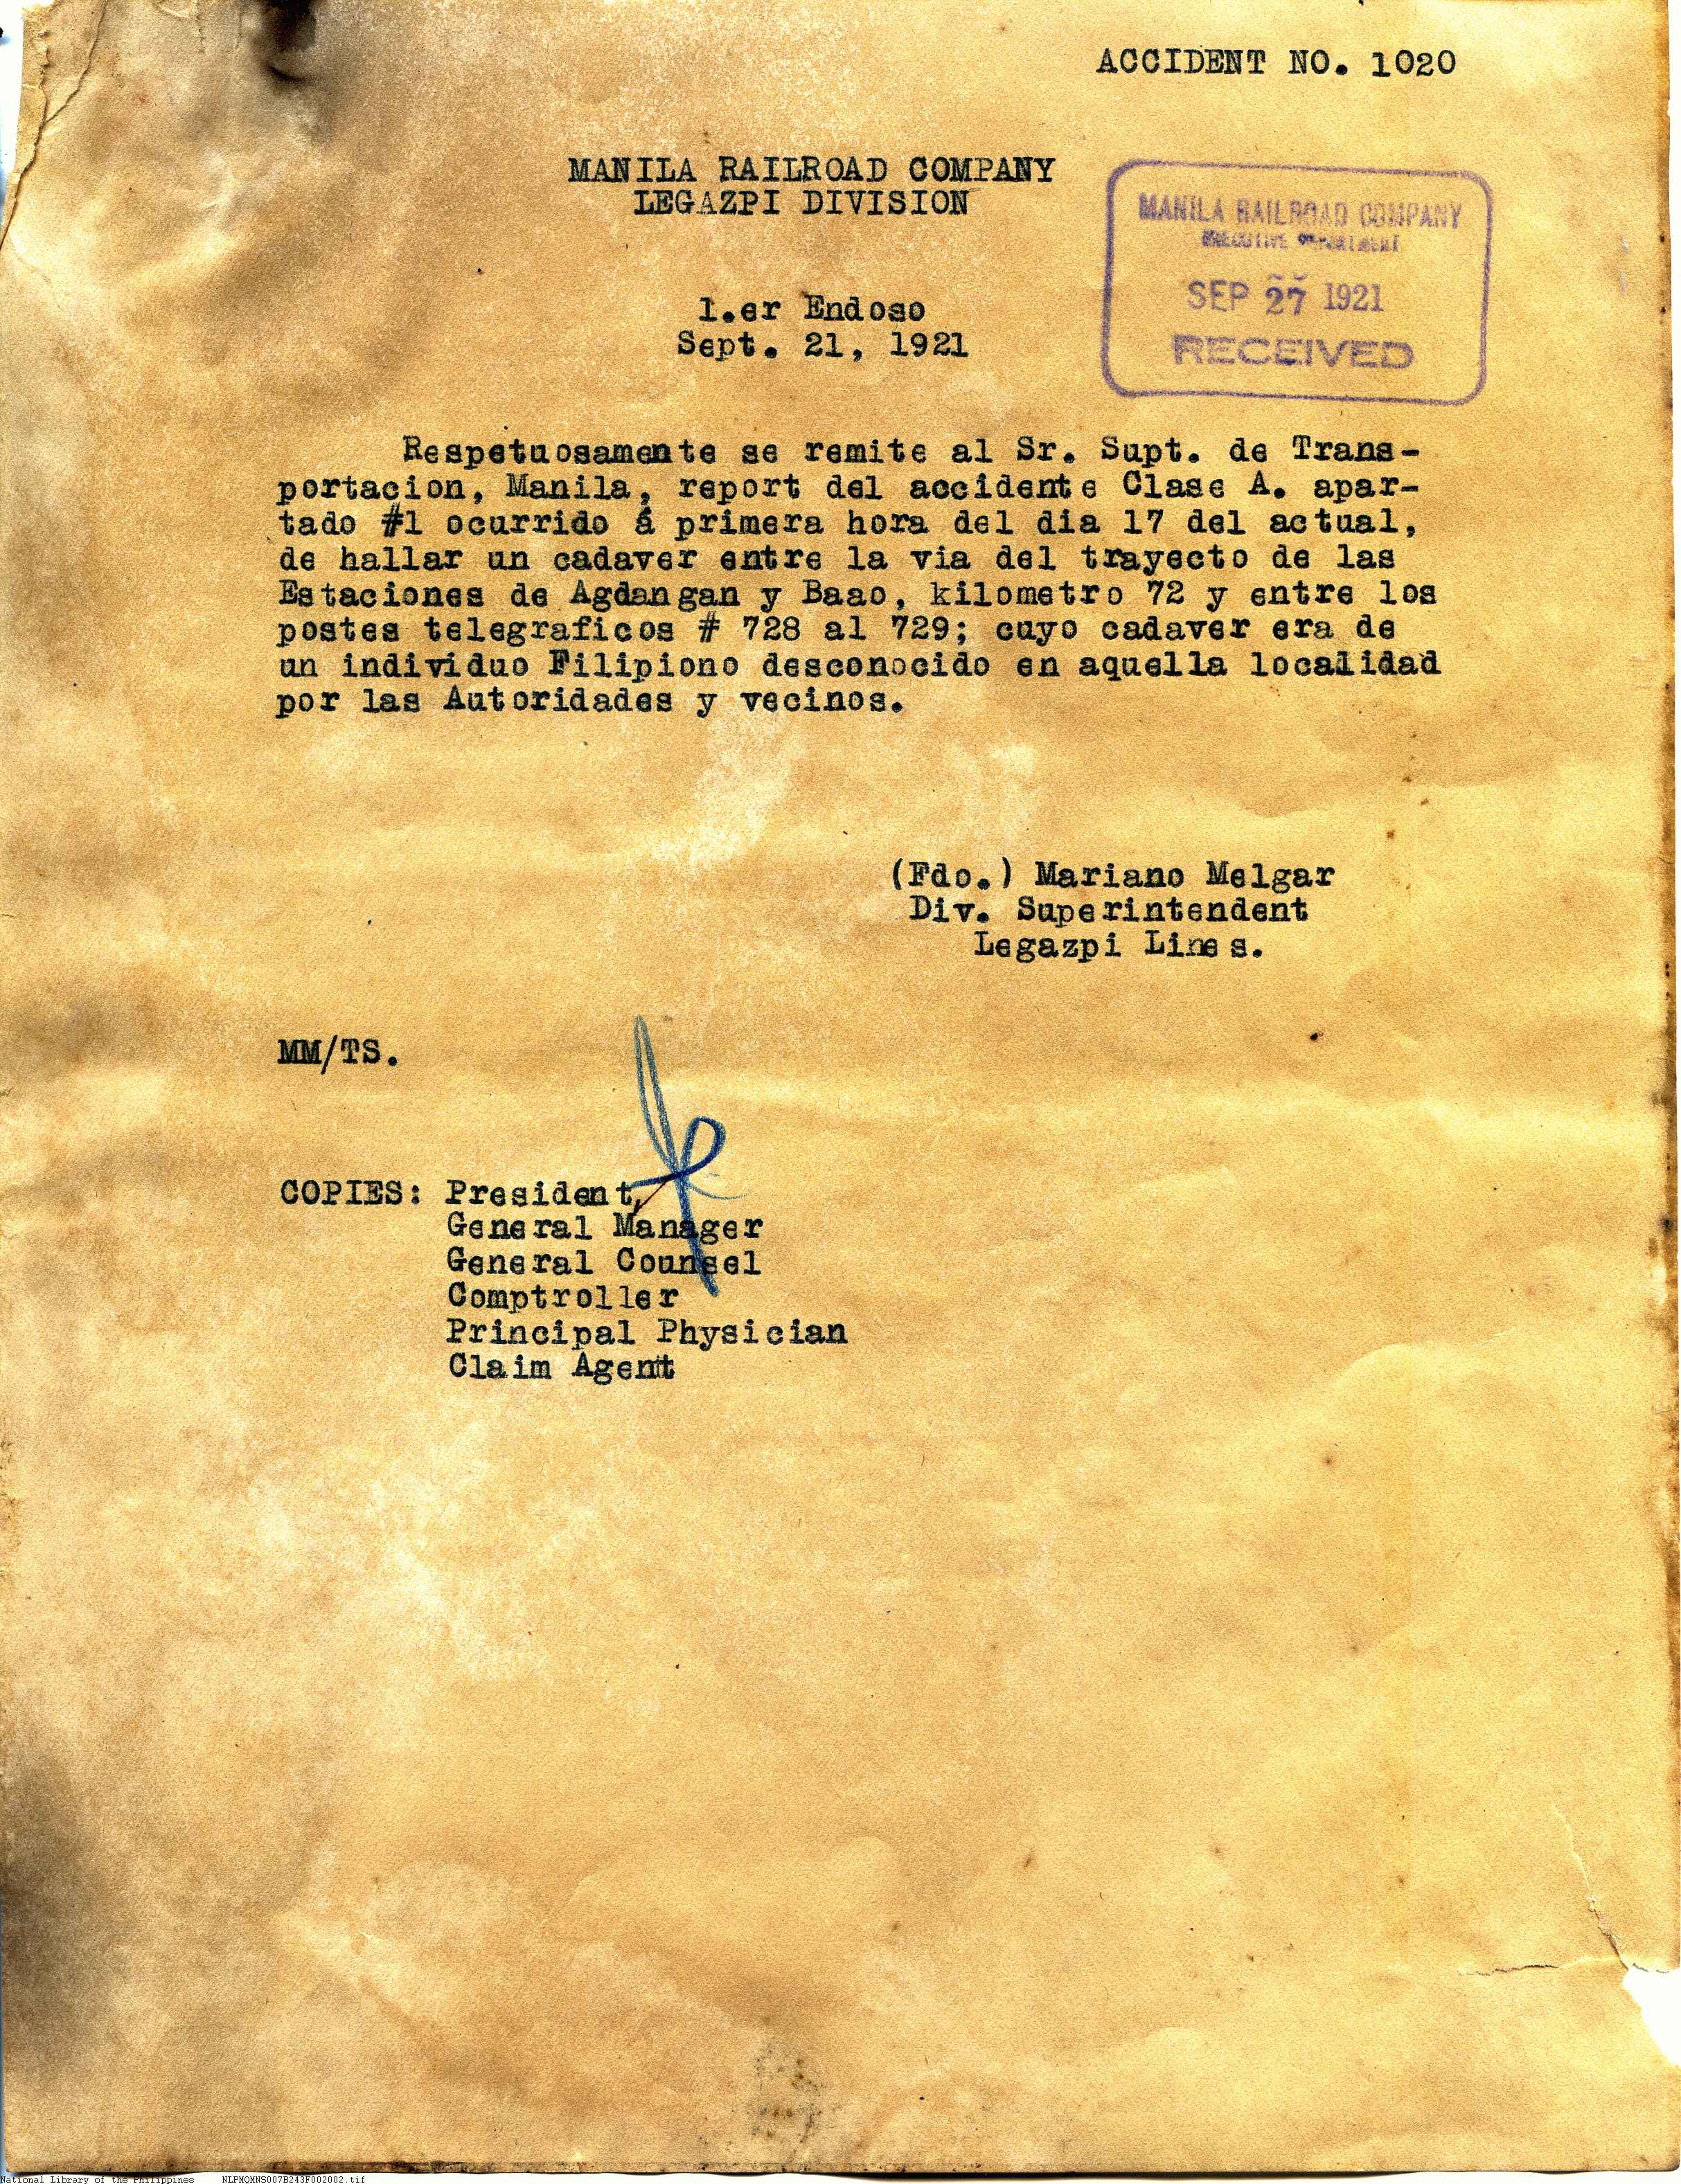 ACCIDENT NO. 1020
MANILA RAILROAD COMPANY
LEGAZPI DIVISION
MANILA RAILROAD COMPANY
EXECUTIVE DEPARTMENT
SEP 27 1921
RECEIVED
1.er Endoso
Sept. 21, 1921
Respetuosamente se remite al Sr. Supt. de Trans-
portacion, Manila, report del accidente Clase A. apar-
tado #1 ocurrido á primera hora del dia 17 del actual,
de hallar un cadaver entre la via del trayecto de las
Estaciones de Agdangan y Baao, kilometro 72 y entre los
postes telegraficos # 728 al 729; cuyo cadaver era de
un individuo Filipiono desconocido en aquella localidad
por las Autoridades y vecinos.
(Fdo.) Mariano Melgar
Div. Superintendent
Legazpi Lines.
MM/TS.
COPIES: President,
General Manager
General Counsel
Comptroller
Principal Physician
Claim Agent
National Library of the Philippines NLPMQMNS007B243F002002.tif